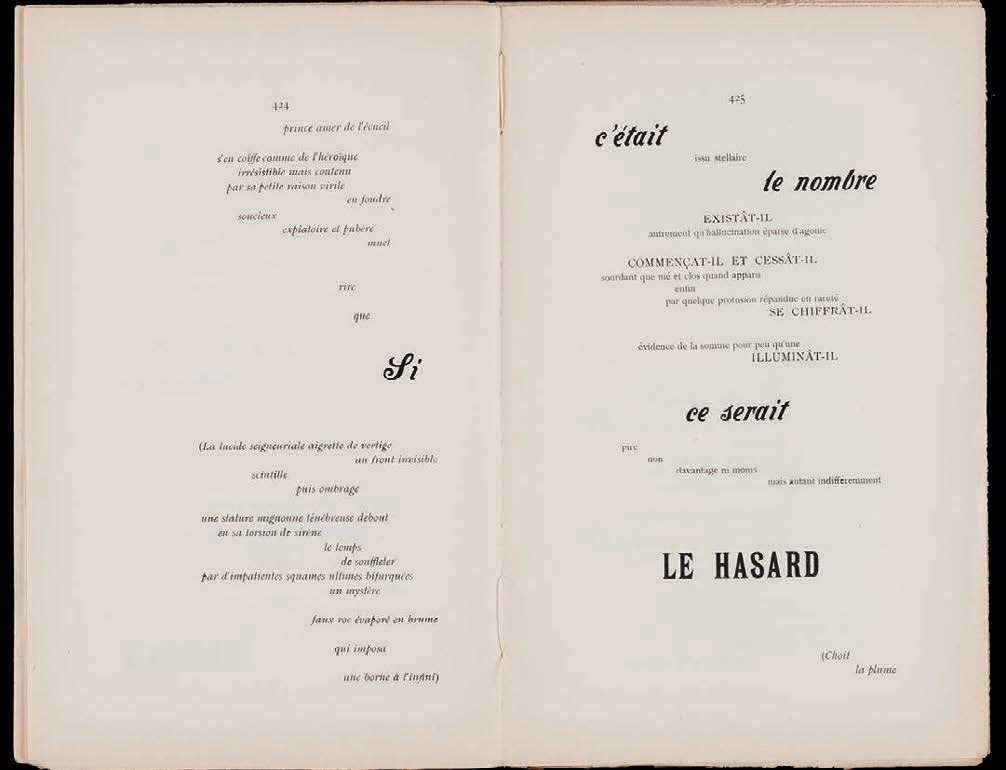 424
prince amer de l'écueil
s'en coiffe comme de l'héroïque
irrésistible mais contenu
par sa petite raison virile
en foudre
soucieux
expiatoire et pubère
muet
rire
que
Si
(La lucide seigneuriale aigrette de vertige
au front invisible
scintille
puis ombrage
une stature mignonne ténébreuse debout
en sa torsion de sirène
le temps
de souffleter
par d'impatientes squames ultimes bifurquées
un mystère
faux roc évaporé en brume
qui imposa
une borne à l'infini)
425
c'était
issu stellaire
le nombre
EXISTÂT-IL
autrement qu'hallucination éparse d'agonie
COMMENÇAT-IL ET CESSÂT-IL
sourdant que nié et clos quand apparu
enfin
par quelque profusion répandue en rareté
SE CHIFFRÂT-IL
évidence de la somme pour peu qu'une
ILLUMINÂT-IL
ce serait
pire
non
davantage ni moins
mais autant indifféremment
LE HASARD
(Choit
la plume